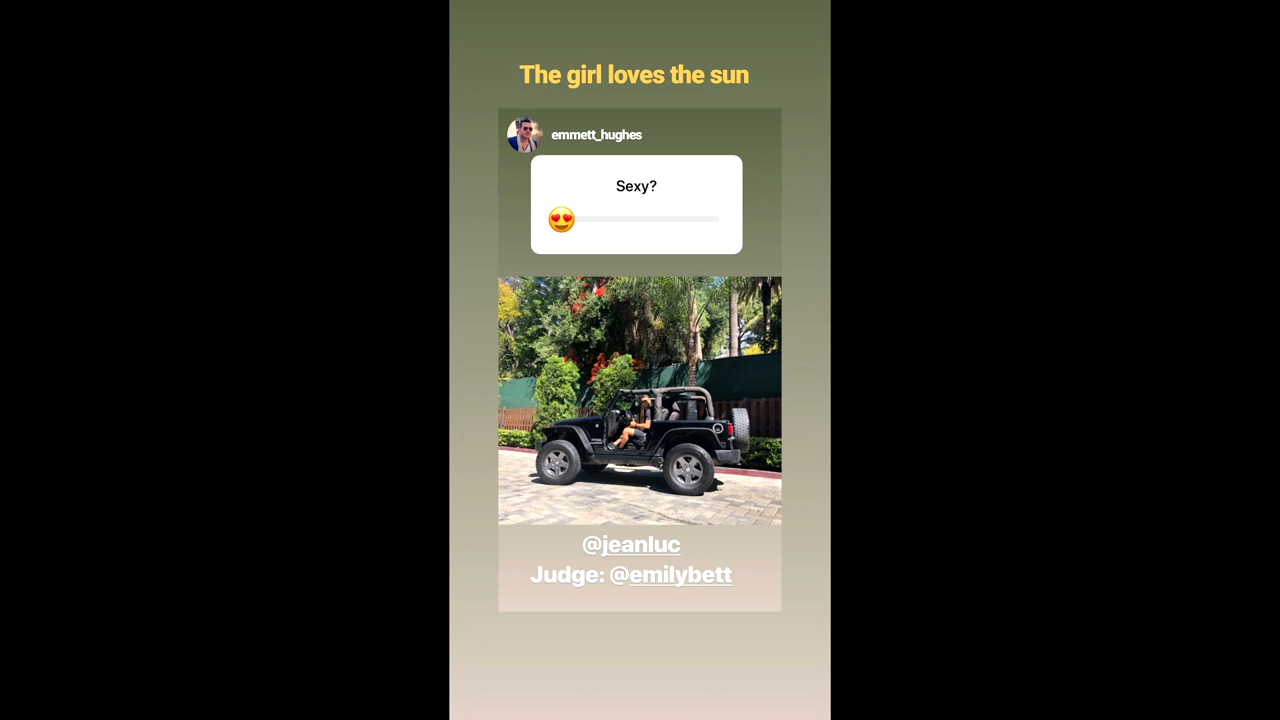 The girl loves the sun
emmett_hughes
Sexy?
@jeanluc
Judge: @emilybett